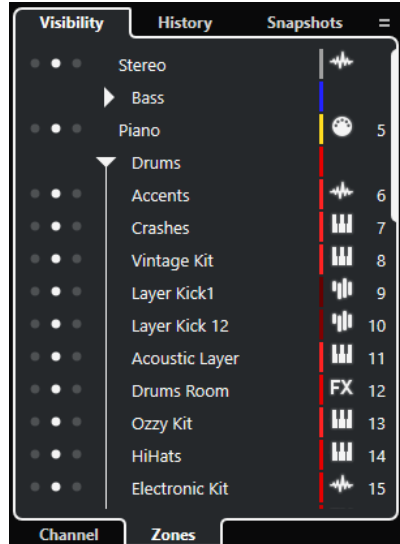 Visibility History Snapshots
Stereo
Bass
Piano 5
Drums
Accents 6
Crashes 7
Vintage Kit 8
Layer Kick1 9
Layer Kick 12 10
Acoustic Layer 11
Drums Room FX 12
Ozzy Kit 13
HiHats 14
Electronic Kit 15
Channel Zones